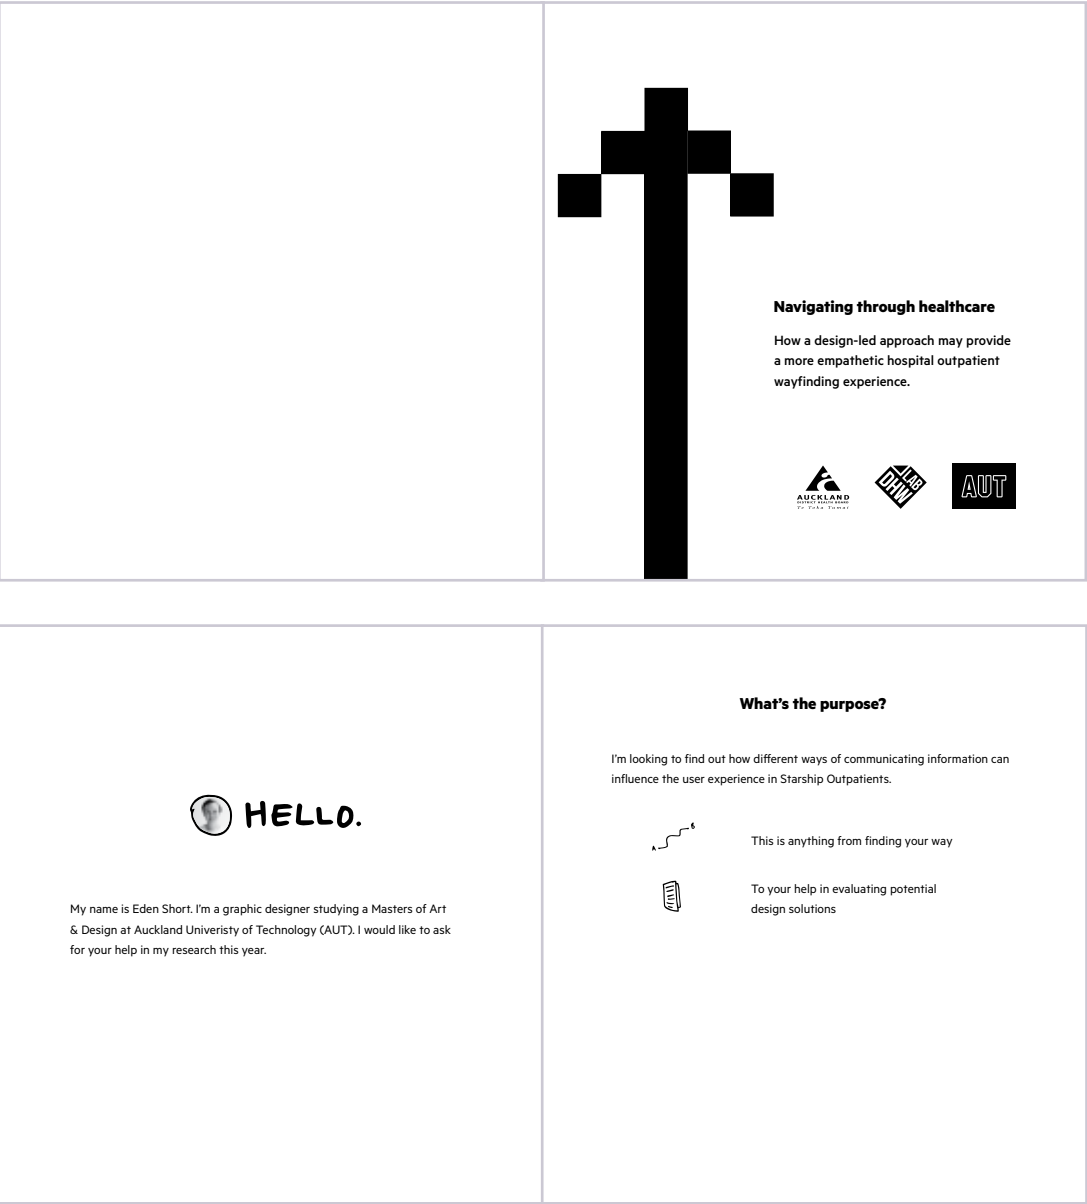 Navigating through healthcare
How a design-led approach may provide
a more empathetic hospital outpatient
wayfinding experience.
AUCKLAND
DISTRICT HEALTH BOARD
Te Toka Tumai
DHW LAB
AUT
HELLO.
My name is Eden Short. I'm a graphic designer studying a Masters of Art
& Design at Auckland Univeristy of Technology (AUT). I would like to ask
for your help in my research this year.
What's the purpose?
I'm looking to find out how different ways of communicating information can
influence the user experience in Starship Outpatients.
A B
This is anything from finding your way
To your help in evaluating potential
design solutions